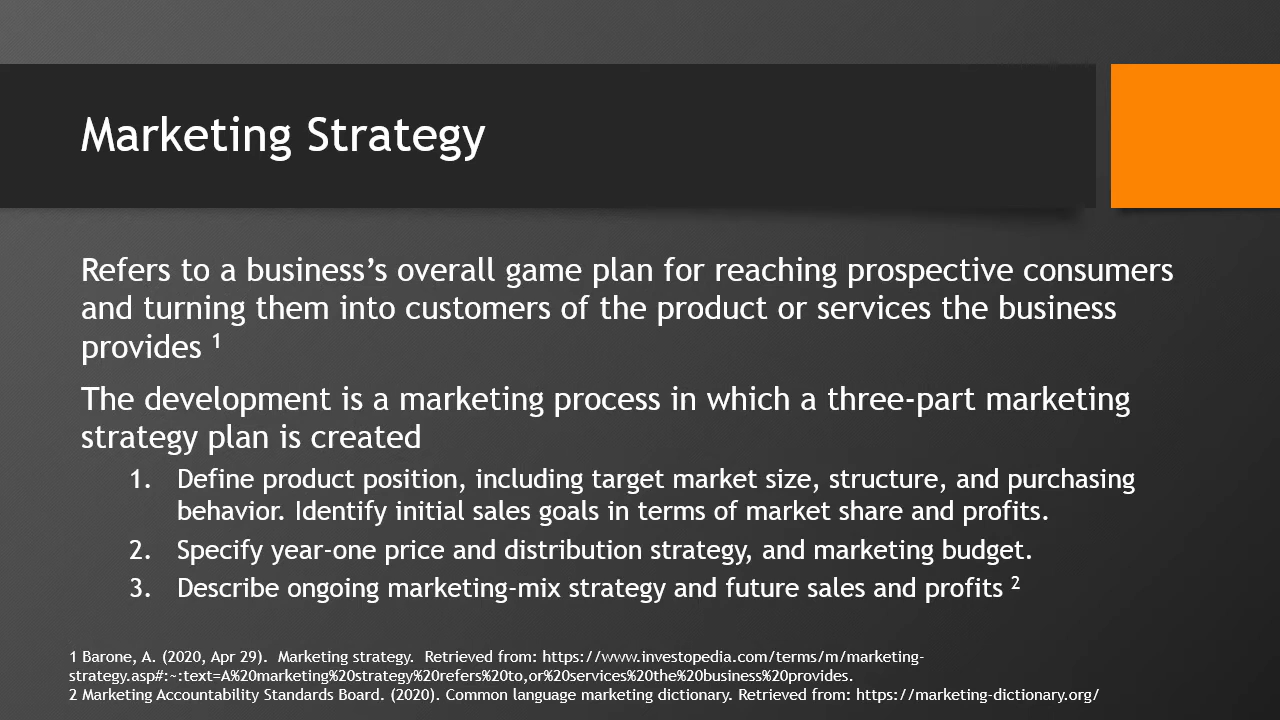 Marketing Strategy
Refers to a business’s overall game plan for reaching prospective consumers
and turning them into customers of the product or services the business
provides ¹
The development is a marketing process in which a three-part marketing
strategy plan is created
1. Define product position, including target market size, structure, and purchasing
behavior. Identify initial sales goals in terms of market share and profits.
2. Specify year-one price and distribution strategy, and marketing budget.
3. Describe ongoing marketing-mix strategy and future sales and profits ²
1 Barone, A. (2020, Apr 29).  Marketing strategy.  Retrieved from: https://www.investopedia.com/terms/m/marketing-
strategy.asp#:~:text=A%20marketing%20strategy%20refers%20to,or%20services%20the%20business%20provides.
2 Marketing Accountability Standards Board. (2020). Common language marketing dictionary. Retrieved from: https://marketing-dictionary.org/